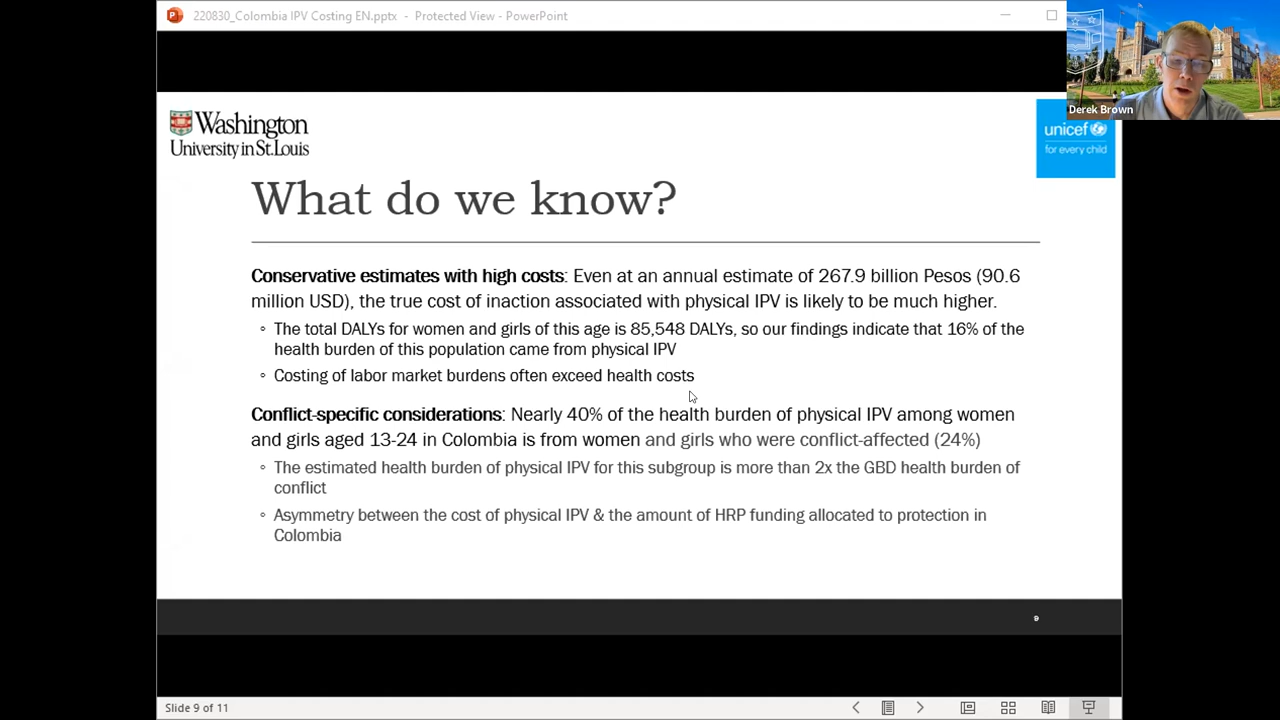 220830_Colombia IPV Costing EN.pptx - Protected View - PowerPoint
Derek Brown
Washington
University in St. Louis
unicef
for every child
What do we know?
Conservative estimates with high costs: Even at an annual estimate of 267.9 billion Pesos (90.6
million USD), the true cost of inaction associated with physical IPV is likely to be much higher.
◦ The total DALYs for women and girls of this age is 85,548 DALYs, so our findings indicate that 16% of the
health burden of this population came from physical IPV
◦ Costing of labor market burdens often exceed health costs
Conflict-specific considerations: Nearly 40% of the health burden of physical IPV among women
and girls aged 13-24 in Colombia is from women and girls who were conflict-affected (24%)
◦ The estimated health burden of physical IPV for this subgroup is more than 2x the GBD health burden of
conflict
◦ Asymmetry between the cost of physical IPV & the amount of HRP funding allocated to protection in
Colombia
9
Slide 9 of 11